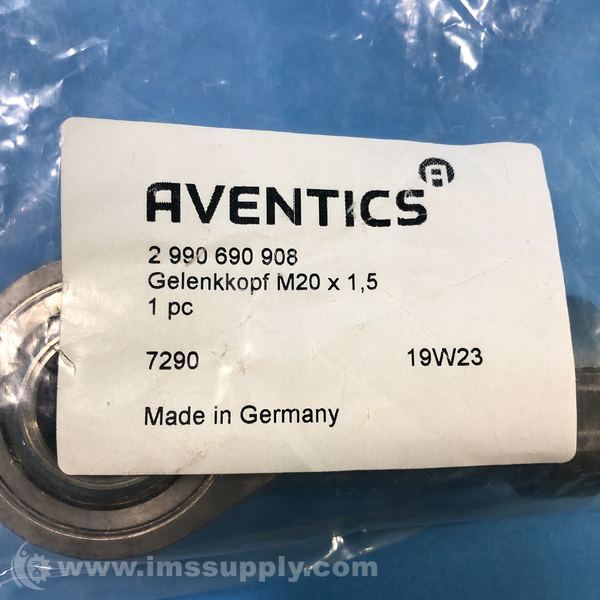 AVENTICS
2 990 690 908
Gelenkkopf M20 x 1,5
1 pc
7290 19W23
Made in Germany
www.imssupply.com